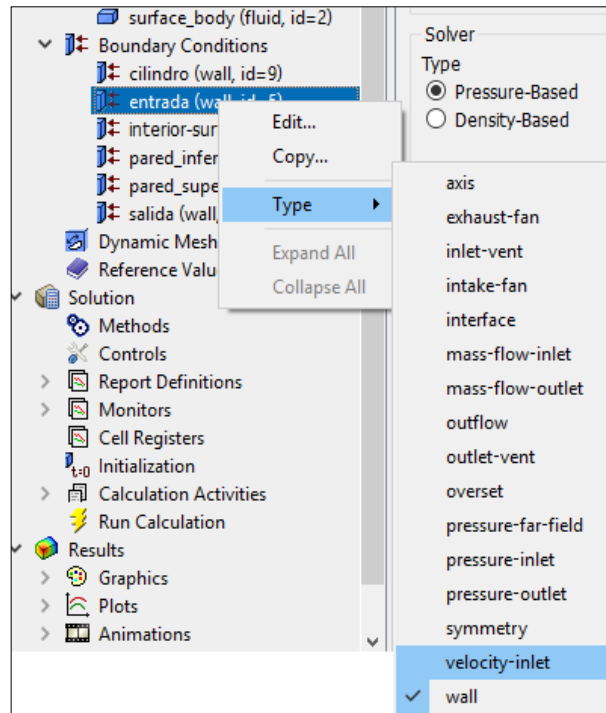 surface_body (fluid, id=2)
Boundary Conditions
cilindro (wall, id=9)
entrada (wall, id=5)
interior-sur
pared_infer
pared_supe
salida (wall,
Dynamic Mesh
Reference Valu
Solution
Methods
Controls
Report Definitions
Monitors
Cell Registers
t=0 Initialization
Calculation Activities
Run Calculation
Results
Graphics
Plots
Animations
Edit...
Copy...
Type
Expand All
Collapse All
Solver
Type
Pressure-Based
Density-Based
axis
exhaust-fan
inlet-vent
intake-fan
interface
mass-flow-inlet
mass-flow-outlet
outflow
outlet-vent
overset
pressure-far-field
pressure-inlet
pressure-outlet
symmetry
velocity-inlet
wall